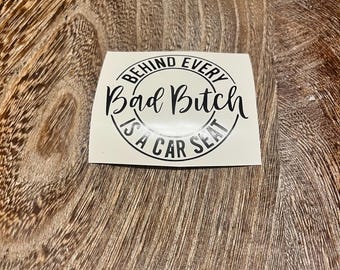 BEHIND EVERY
Bad Bitch
IS A CAR SEAT